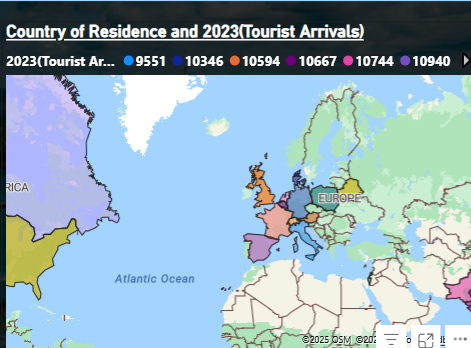 Country of Residence and 2023(Tourist Arrivals)
2023(Tourist Ar... 9551 10346 10594 10667 10744 10940
RICA
EUROPE
Atlantic Ocean
©2025 OSM ©202